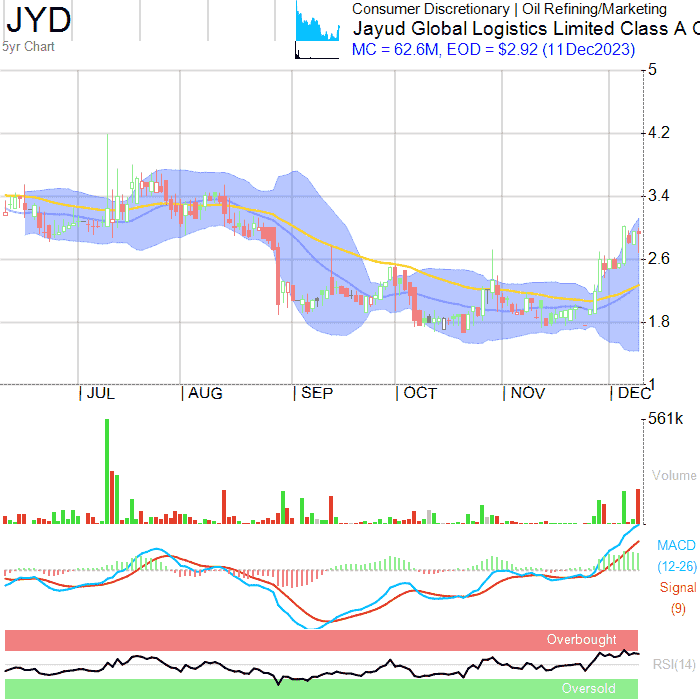 JYD
5yr Chart
Consumer Discretionary | Oil Refining/Marketing
Jayud Global Logistics Limited Class A
MC = 62.6M, EOD = $2.92 (11Dec2023)
5
4.2
3.4
2.6
1.8
1
JUL AUG SEP OCT NOV DEC
561k
Volume
MACD
(12-26)
Signal
(9)
Overbought
RSI(14)
Oversold